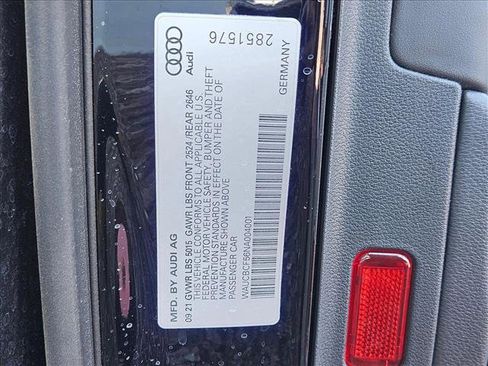 MFD. BY AUDI AG
09.21 GVWR LBS 5015, GAWR LBS FRONT 2524 / REAR 2646
THIS VEHICLE CONFORMS TO ALL APPLICABLE U.S.
FEDERAL MOTOR VEHICLE SAFETY, BUMPER AND THEFT
PREVENTION STANDARDS IN EFFECT ON THE DATE OF
MANUFACTURE SHOWN ABOVE
PASSENGER CAR
WAUCBCF56NA004001
GERMANY
Audi
2851576